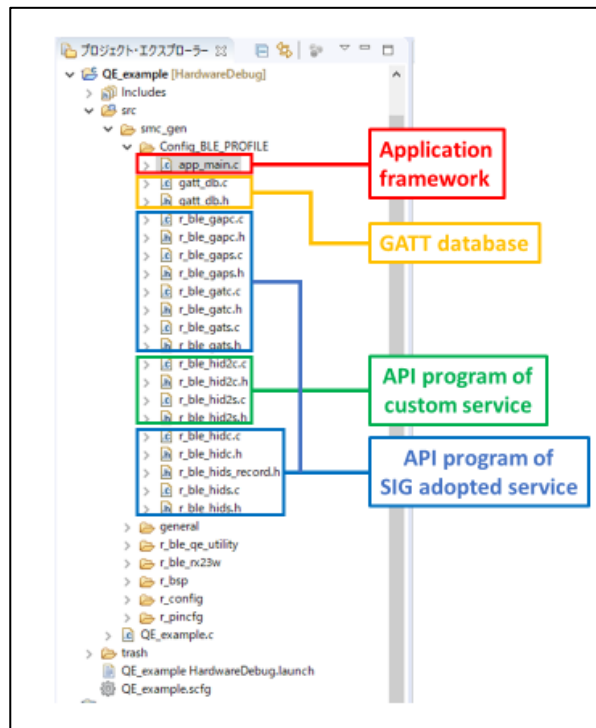 プロジェクト・エクスプローラー
QE_example [HardwareDebug]
Includes
src
smc_gen
Config_BLE_PROFILE
app_main.c
gatt_db.c
gatt_db.h
r_ble_gapc.c
r_ble_gapc.h
r_ble_gaps.c
r_ble_gaps.h
r_ble_gatc.c
r_ble_gatc.h
r_ble_gats.c
r_ble_gats.h
r_ble_hid2c.c
r_ble_hid2c.h
r_ble_hid2s.c
r_ble_hid2s.h
r_ble_hidc.c
r_ble_hidc.h
r_ble_hids_record.h
r_ble_hids.c
r_ble_hids.h
general
r_ble_qe_utility
r_ble_rx23w
r_bsp
r_config
r_pincfg
QE_example.c
trash
QE_example HardwareDebug.launch
QE_example.scfg
Application
framework
GATT database
API program of
custom service
API program of
SIG adopted service